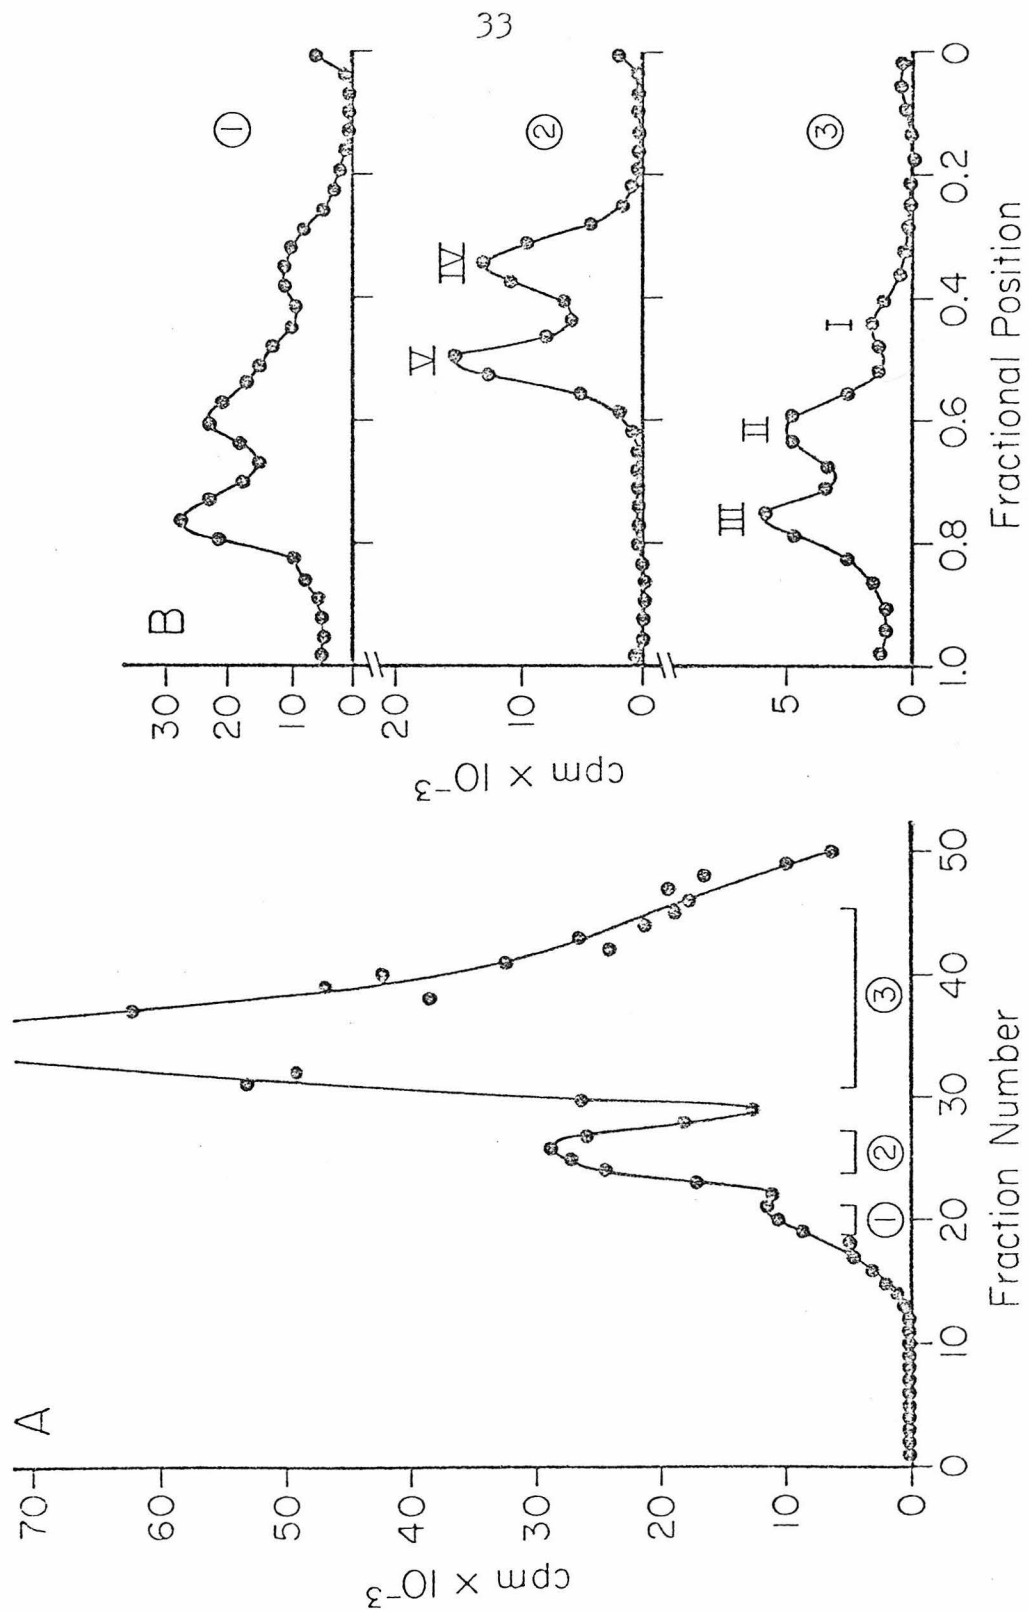 33
A
cpm × 10⁻³
70
60
50
40
30
20
10
0
① ② ③
0 10 20 30 40 50
Fraction Number
B
cpm × 10⁻³
①
30
20
10
0
②
V IV
20
10
0
③
III II I
5
0
1.0 0.8 0.6 0.4 0.2 0
Fractional Position